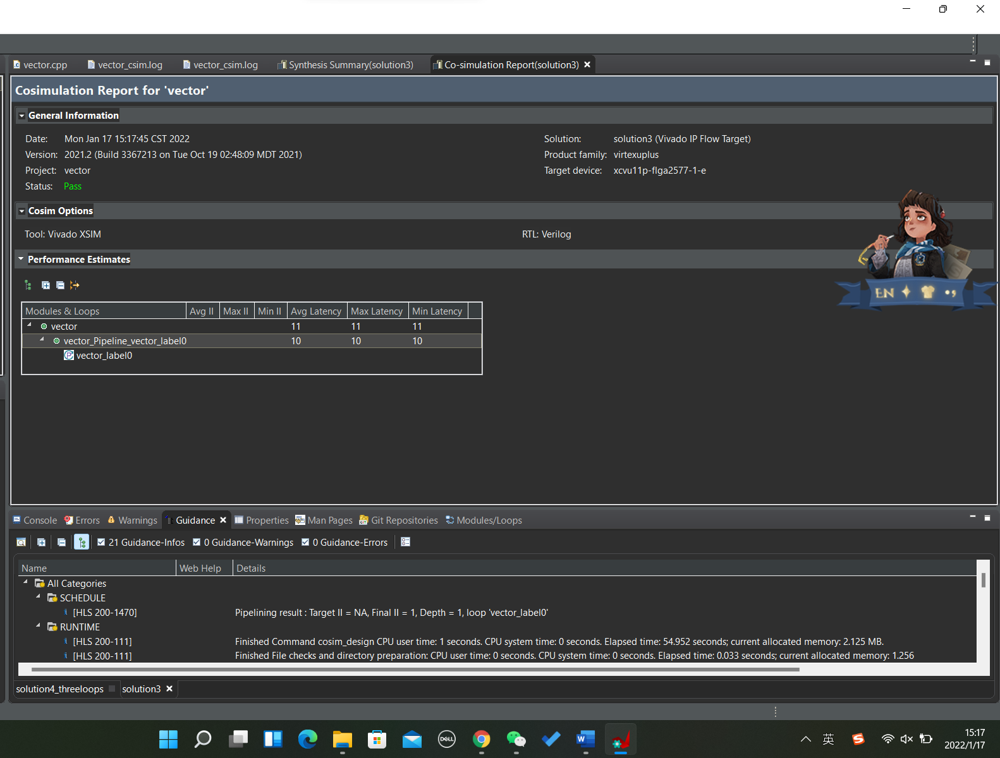 vector.cpp
vector_csim.log
vector_csim.log
Synthesis Summary(solution3)
Co-simulation Report(solution3)
Cosimulation Report for 'vector'
General Information
Date: Mon Jan 17 15:17:45 CST 2022
Solution: solution3 (Vivado IP Flow Target)
Version: 2021.2 (Build 3367213 on Tue Oct 19 02:48:09 MDT 2021)
Product family: virtexuplus
Project: vector
Target device: xcvu11p-flga2577-1-e
Status: Pass
Cosim Options
Tool: Vivado XSIM
RTL: Verilog
EN
Performance Estimates
Modules & Loops Avg II Max II Min II Avg Latency Max Latency Min Latency
vector 11 11 11
vector_Pipeline_vector_label0 10 10 10
vector_label0
Console Errors Warnings Guidance Properties Man Pages Git Repositories Modules/Loops
21 Guidance-Infos 0 Guidance-Warnings 0 Guidance-Errors
Name Web Help Details
All Categories
SCHEDULE
[HLS 200-1470] Pipelining result : Target II = NA, Final II = 1, Depth = 1, loop 'vector_label0'
RUNTIME
[HLS 200-111] Finished Command cosim_design CPU user time: 1 seconds. CPU system time: 0 seconds. Elapsed time: 54.952 seconds; current allocated memory: 2.125 MB.
[HLS 200-111] Finished File checks and directory preparation: CPU user time: 0 seconds. CPU system time: 0 seconds. Elapsed time: 0.033 seconds; current allocated memory: 1.256
solution4_threeloops solution3
DELL
英
15:17
2022/1/17